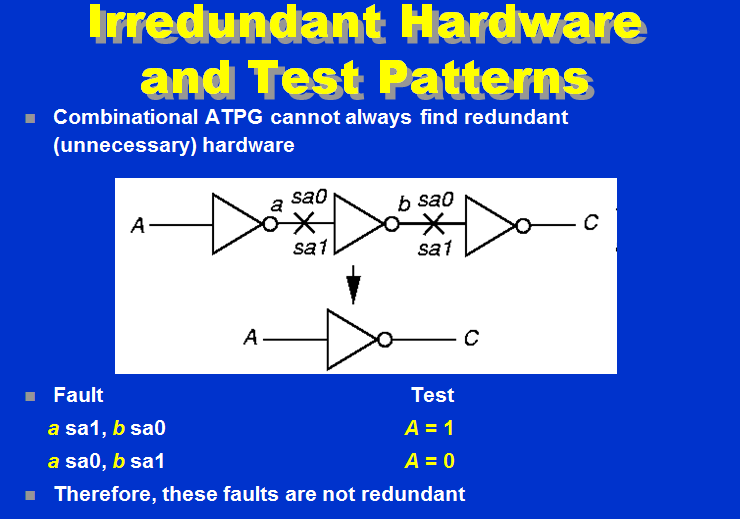 Irredundant Hardware
and Test Patterns
Combinational ATPG cannot always find redundant
(unnecessary) hardware
A a sa0 sa1 b sa0 sa1 C
A C
Fault Test
a sa1, b sa0 A = 1
a sa0, b sa1 A = 0
Therefore, these faults are not redundant